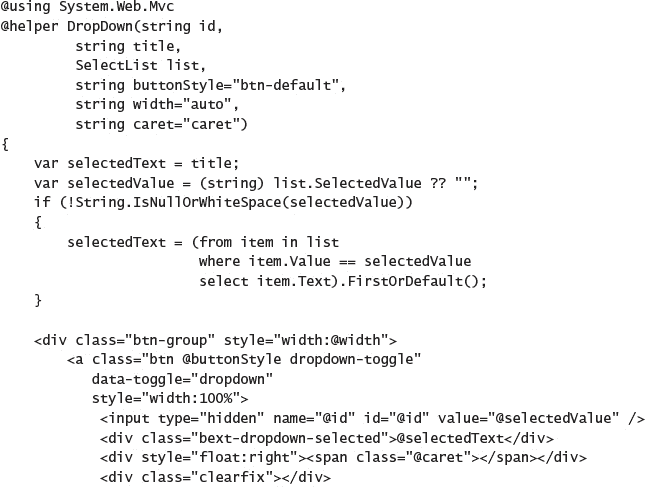 @using System.Web.Mvc
@helper DropDown(string id,
         string title,
         SelectList list,
         string buttonStyle="btn-default",
         string width="auto",
         string caret="caret")
{
    var selectedText = title;
    var selectedValue = (string) list.SelectedValue ?? "";
    if (!String.IsNullOrWhiteSpace(selectedValue))
    {
        selectedText = (from item in list
                        where item.Value == selectedValue
                        select item.Text).FirstOrDefault();
    }

    <div class="btn-group" style="width:@width">
        <a class="btn @buttonStyle dropdown-toggle"
           data-toggle="dropdown"
           style="width:100%">
            <input type="hidden" name="@id" id="@id" value="@selectedValue" />
            <div class="bext-dropdown-selected">@selectedText</div>
            <div style="float:right"><span class="@caret"></span></div>
            <div class="clearfix"></div>